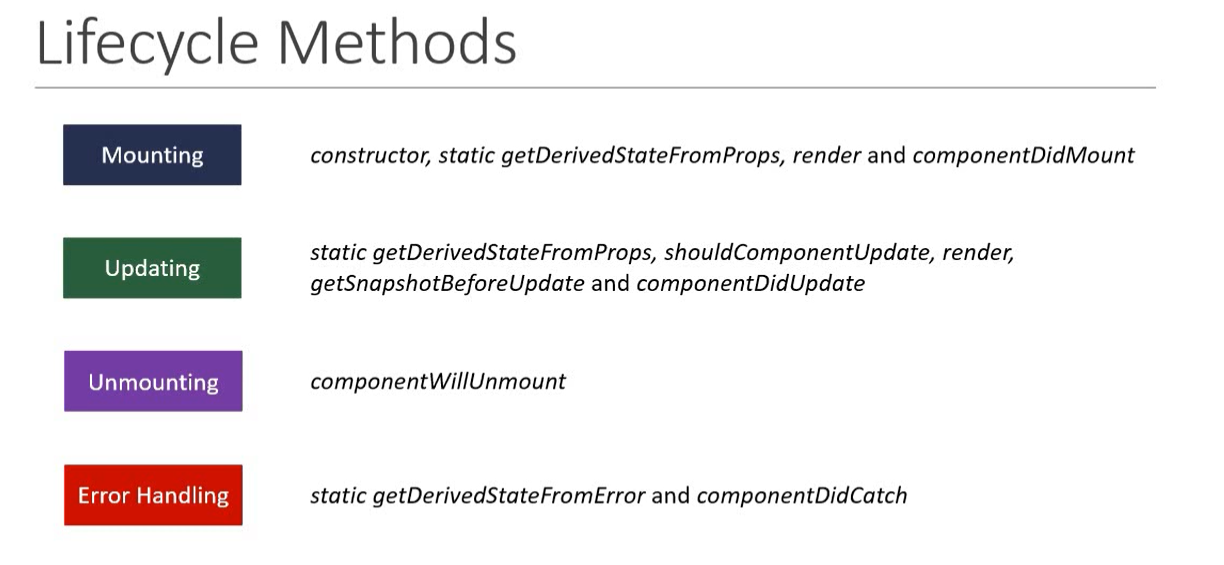 Lifecycle Methods
Mounting
constructor, static getDerivedStateFromProps, render and componentDidMount
Updating
static getDerivedStateFromProps, shouldComponentUpdate, render,
getSnapshotBeforeUpdate and componentDidUpdate
Unmounting
componentWillUnmount
Error Handling
static getDerivedStateFromError and componentDidCatch